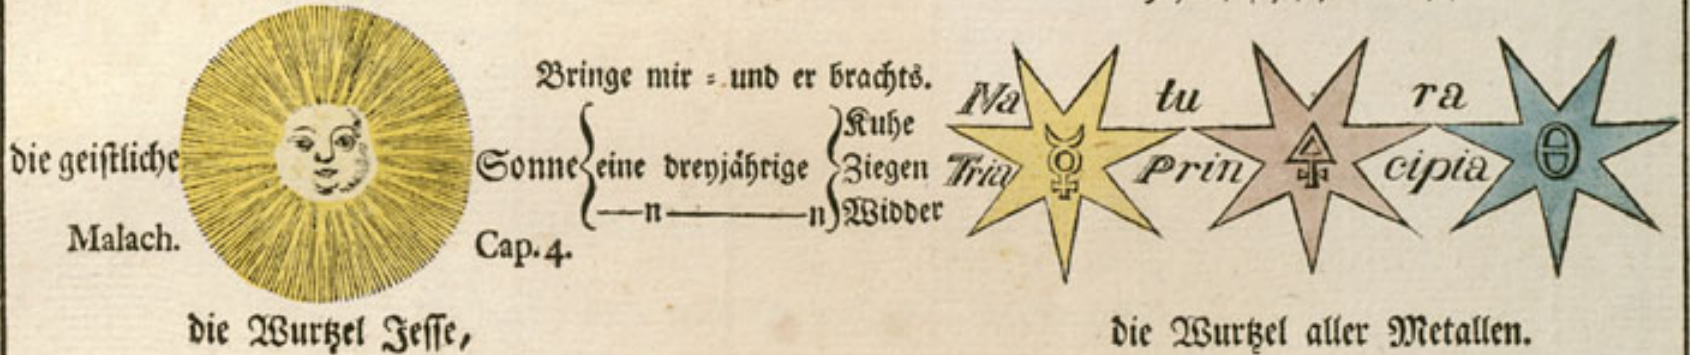 Bringe mir = und er brachts.
die geistliche Sonne { eine dreyjährige } Kuhe
Ziegen
—n———n Widder
Malach. Cap. 4.
die Wurtzel Jesse,
Na tu ra
Tria Prin cipia
die Wurtzel aller Metallen.